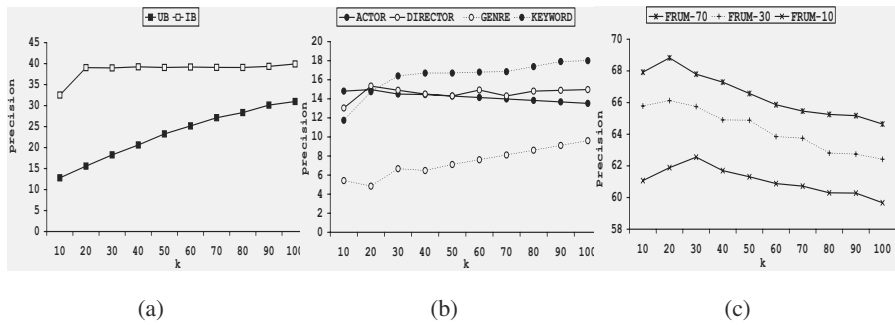 UB IB
precision
45
40
35
30
25
20
15
10
5
0
10 20 30 40 50 60 70 80 90 100
k
(a)
ACTOR DIRECTOR GENRE KEYWORD
precision
20
18
16
14
12
10
8
6
4
2
0
10 20 30 40 50 60 70 80 90 100
k
(b)
FRUM-70 FRUM-30 FRUM-10
Precision
70
68
66
64
62
60
58
10 20 30 40 50 60 70 80 90 100
k
(c)